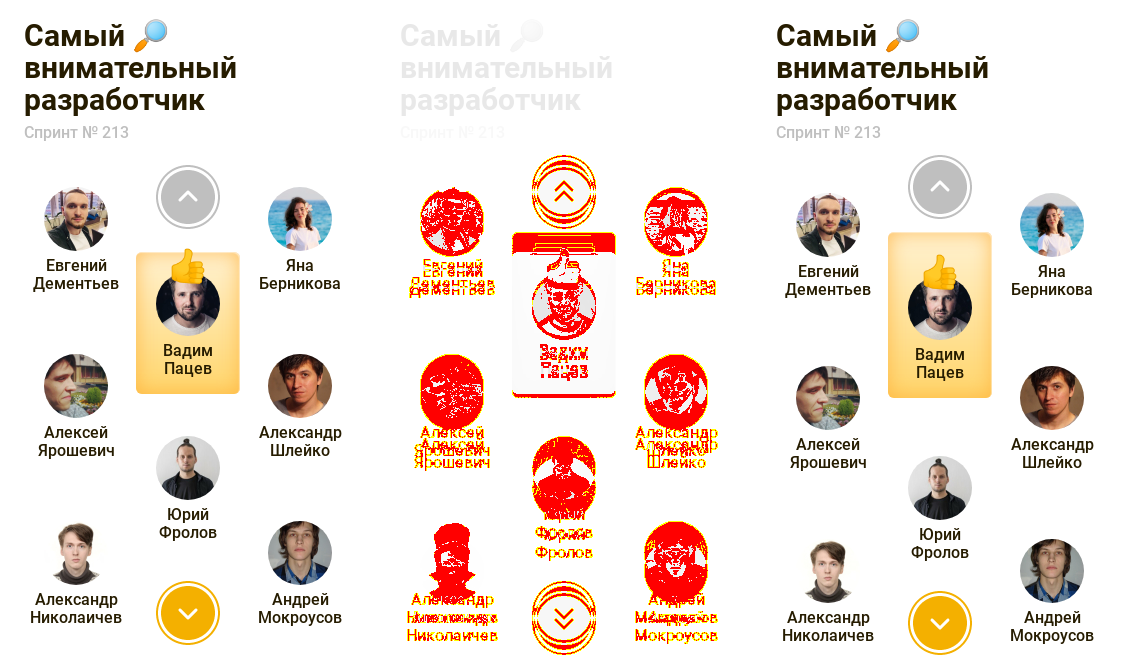 Самый 🔎
внимательный
разработчик
Спринт № 213
Евгений
Дементьев
Яна
Берникова
Вадим
Пацев
Алексей
Ярошевич
Александр
Шлейко
Юрий
Фролов
Александр
Николаичев
Андрей
Мокроусов
Самый 🔎
внимательный
разработчик
Спринт № 213
Евгений
Яна
Вадим
Пацев
Алексей
Ярошевич
Александр
Шлейко
Юрий
Фролов
Александр
Николаичев
Андрей
Мокроусов
Самый 🔎
внимательный
разработчик
Спринт № 213
Евгений
Дементьев
Яна
Берникова
Вадим
Пацев
Алексей
Ярошевич
Александр
Шлейко
Юрий
Фролов
Александр
Николаичев
Андрей
Мокроусов